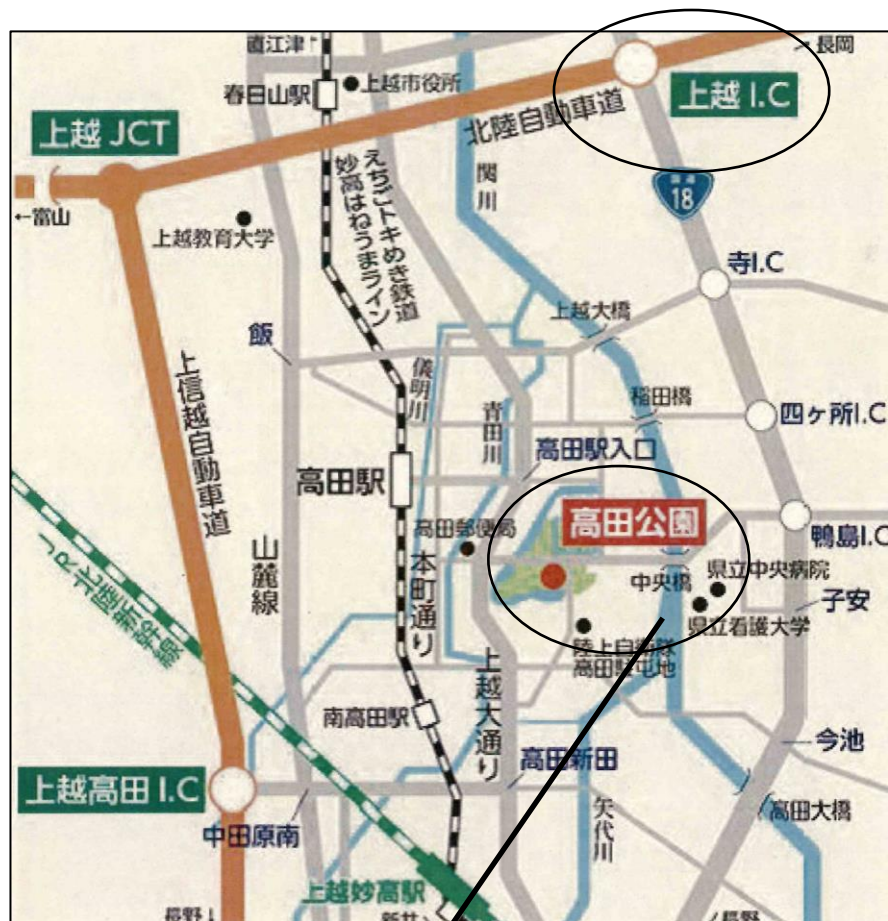 直江津↑
長岡
春日山駅
上越市役所
上越 I.C
上越 JCT
北陸自動車道
関川
国道
18
←富山
上越教育大学
えちごトキめき鉄道
妙高はねうまライン
寺I.C
上越大橋
飯
儀明川
上信越自動車道
青田川
稲田橋
四ヶ所I.C
高田駅入口
高田駅
高田公園
高田郵便局
鴨島I.C
山麓線
本町通り
中央橋
県立中央病院
子安
県立看護大学
JR北陸新幹線
陸上自衛隊
高田駐屯地
上越大通り
南高田駅
今池
高田新田
上越高田 I.C
矢代川
高田大橋
中田原南
上越妙高駅
長野↓
新井
長野